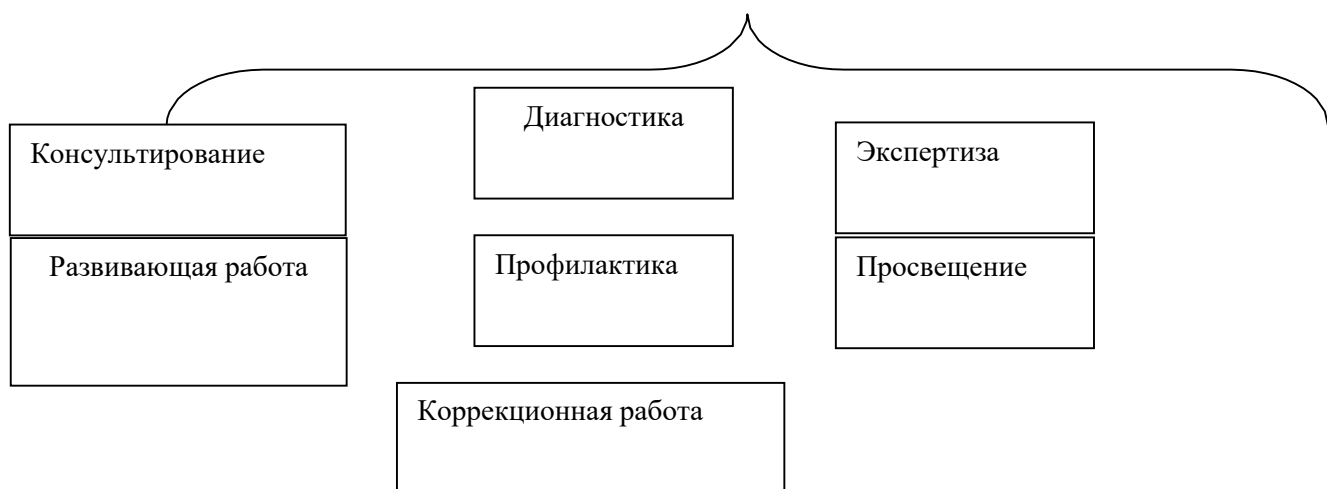 Диагностика
Консультирование
Экспертиза
Развивающая работа
Профилактика
Просвещение
Коррекционная работа